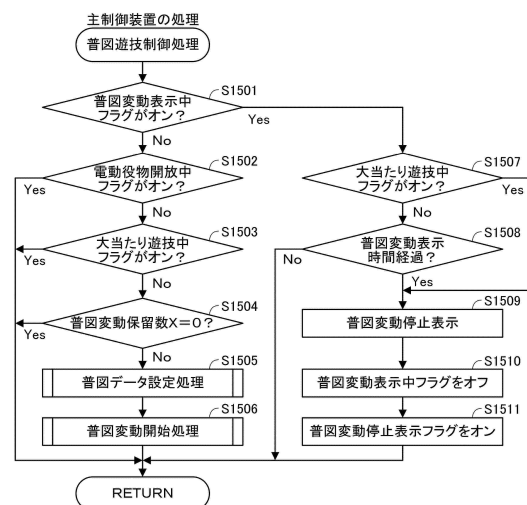 主制御装置の処理
普図遊技制御処理
S1501
普図変動表示中
フラグがオン?
Yes
No
S1502
電動役物開放中
フラグがオン?
Yes
No
S1503
大当たり遊技中
フラグがオン?
Yes
No
S1504
普図変動保留数X=0?
Yes
No
S1505
普図データ設定処理
S1506
普図変動開始処理
S1507
大当たり遊技中
フラグがオン?
Yes
No
S1508
普図変動表示
時間経過?
No
Yes
S1509
普図変動停止表示
S1510
普図変動表示中フラグをオフ
S1511
普図変動停止表示フラグをオン
RETURN